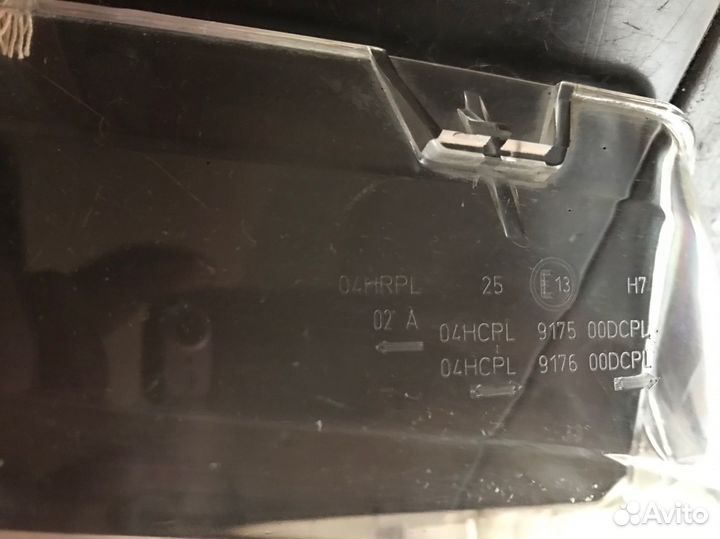 04HRPL 25 E13 H7
02 A
04HCPL 9175 00DCPL
04HCPL 9176 00DCPL
Avito